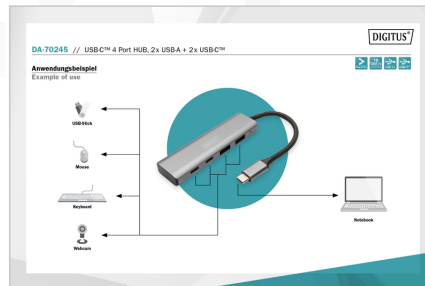 DIGITUS®
DA-70245 // USB-C™ 4 Port HUB, 2x USB-A + 2x USB-C™
Anwendungsbeispiel
Example of use
USB-Stick
Mouse
Keyboard
Webcam
Notebook